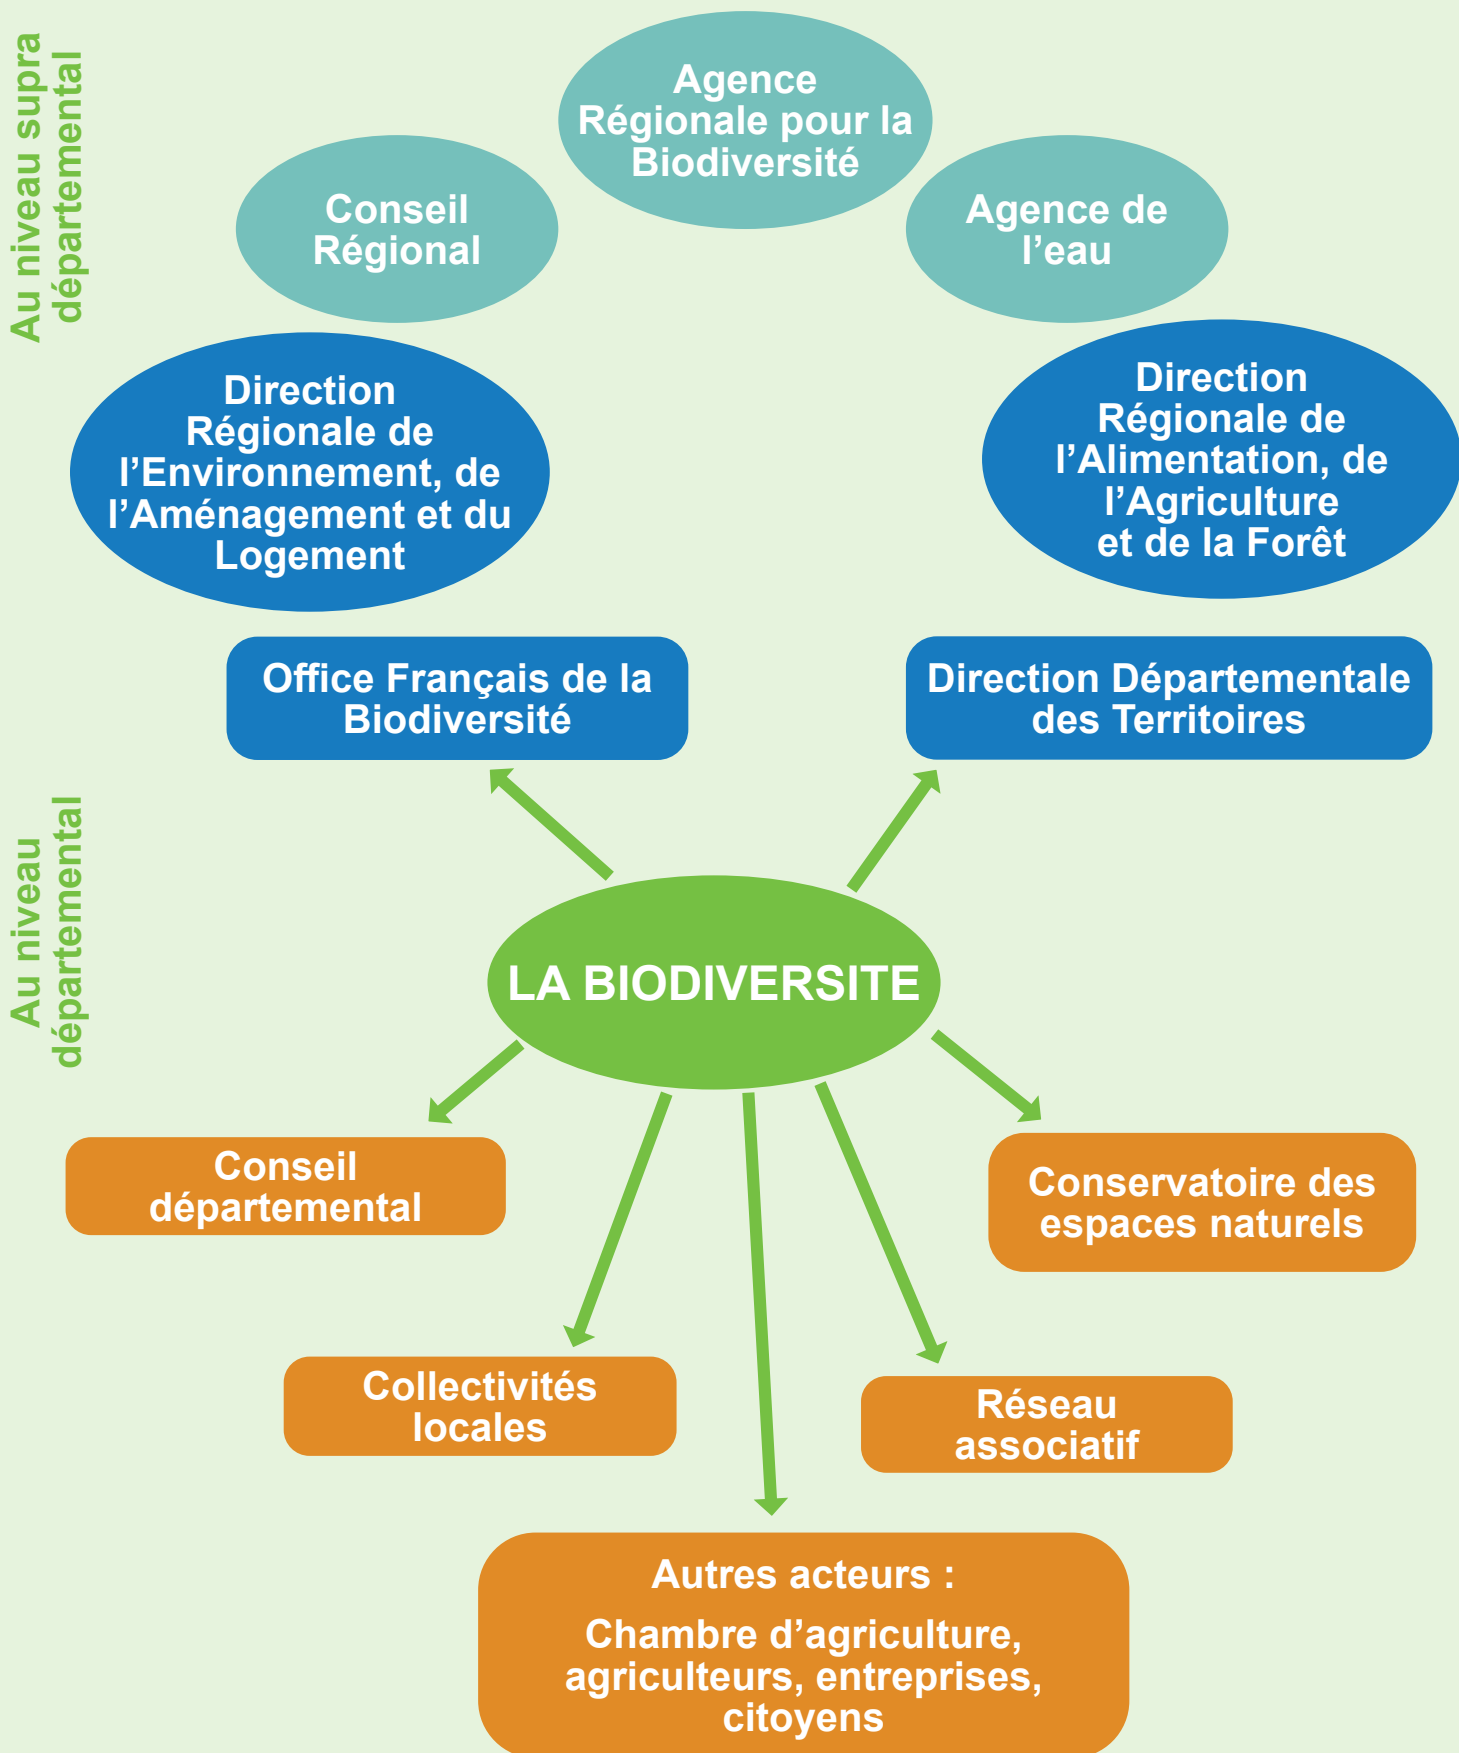 Au niveau supra
départemental
Agence
Régionale pour la
Biodiversité
Conseil
Régional
Agence de
l’eau
Direction
Régionale de
l’Environnement, de
l’Aménagement et du
Logement
Direction
Régionale de
l’Alimentation, de
l’Agriculture
et de la Forêt
Office Français de la
Biodiversité
Direction Départementale
des Territoires
Au niveau
départemental
LA BIODIVERSITE
Conseil
départemental
Conservatoire des
espaces naturels
Collectivités
locales
Réseau
associatif
Autres acteurs :
Chambre d’agriculture,
agriculteurs, entreprises,
citoyens